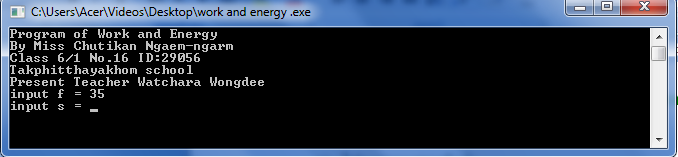 C:\Users\Acer\Videos\Desktop\work and energy .exe
Program of Work and Energy
By Miss Chutikan Ngaem-ngarm
Class 6/1 No.16 ID:29056
Takphitthayakhom school
Present Teacher Watchara Wongdee
input f = 35
input s = _